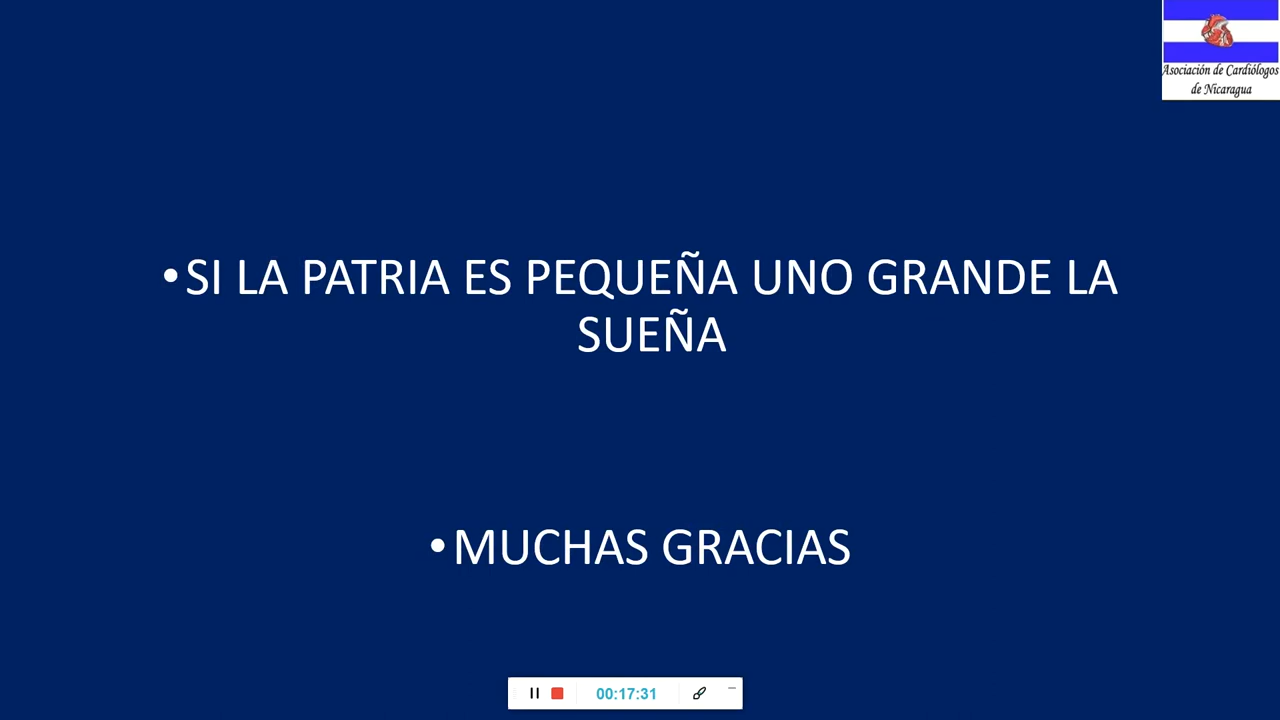 Asociación de Cardiólogos
de Nicaragua
•SI LA PATRIA ES PEQUEÑA UNO GRANDE LA
SUEÑA
•MUCHAS GRACIAS
00:17:31